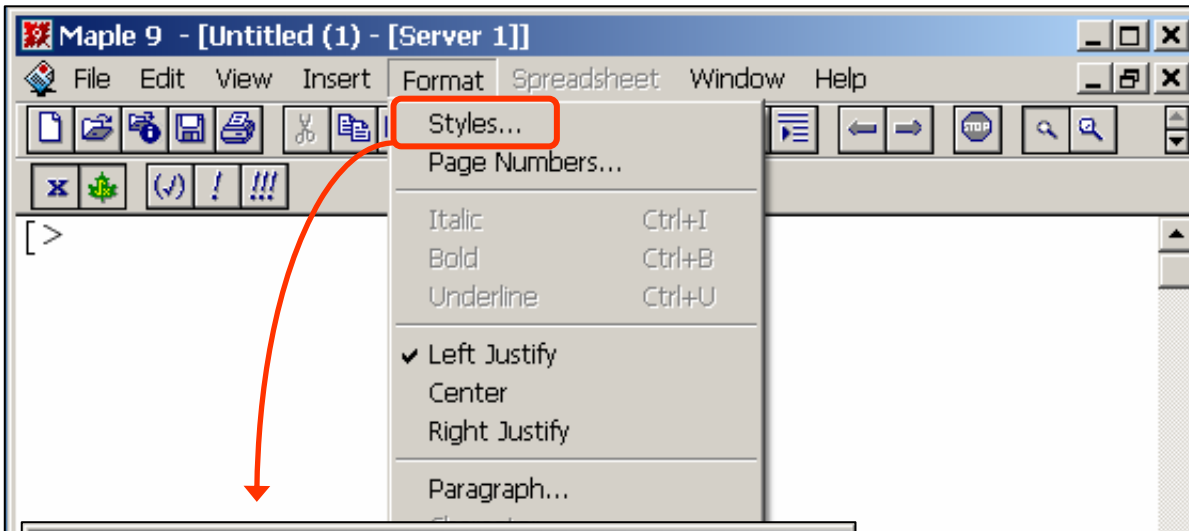 Maple 9 - [Untitled (1) - [Server 1]]
File Edit View Insert Format Spreadsheet Window Help
Styles...
STOP
Page Numbers...
x (√) ! !!!
[>
Italic Ctrl+I
Bold Ctrl+B
Underline Ctrl+U
Left Justify
Center
Right Justify
Paragraph...